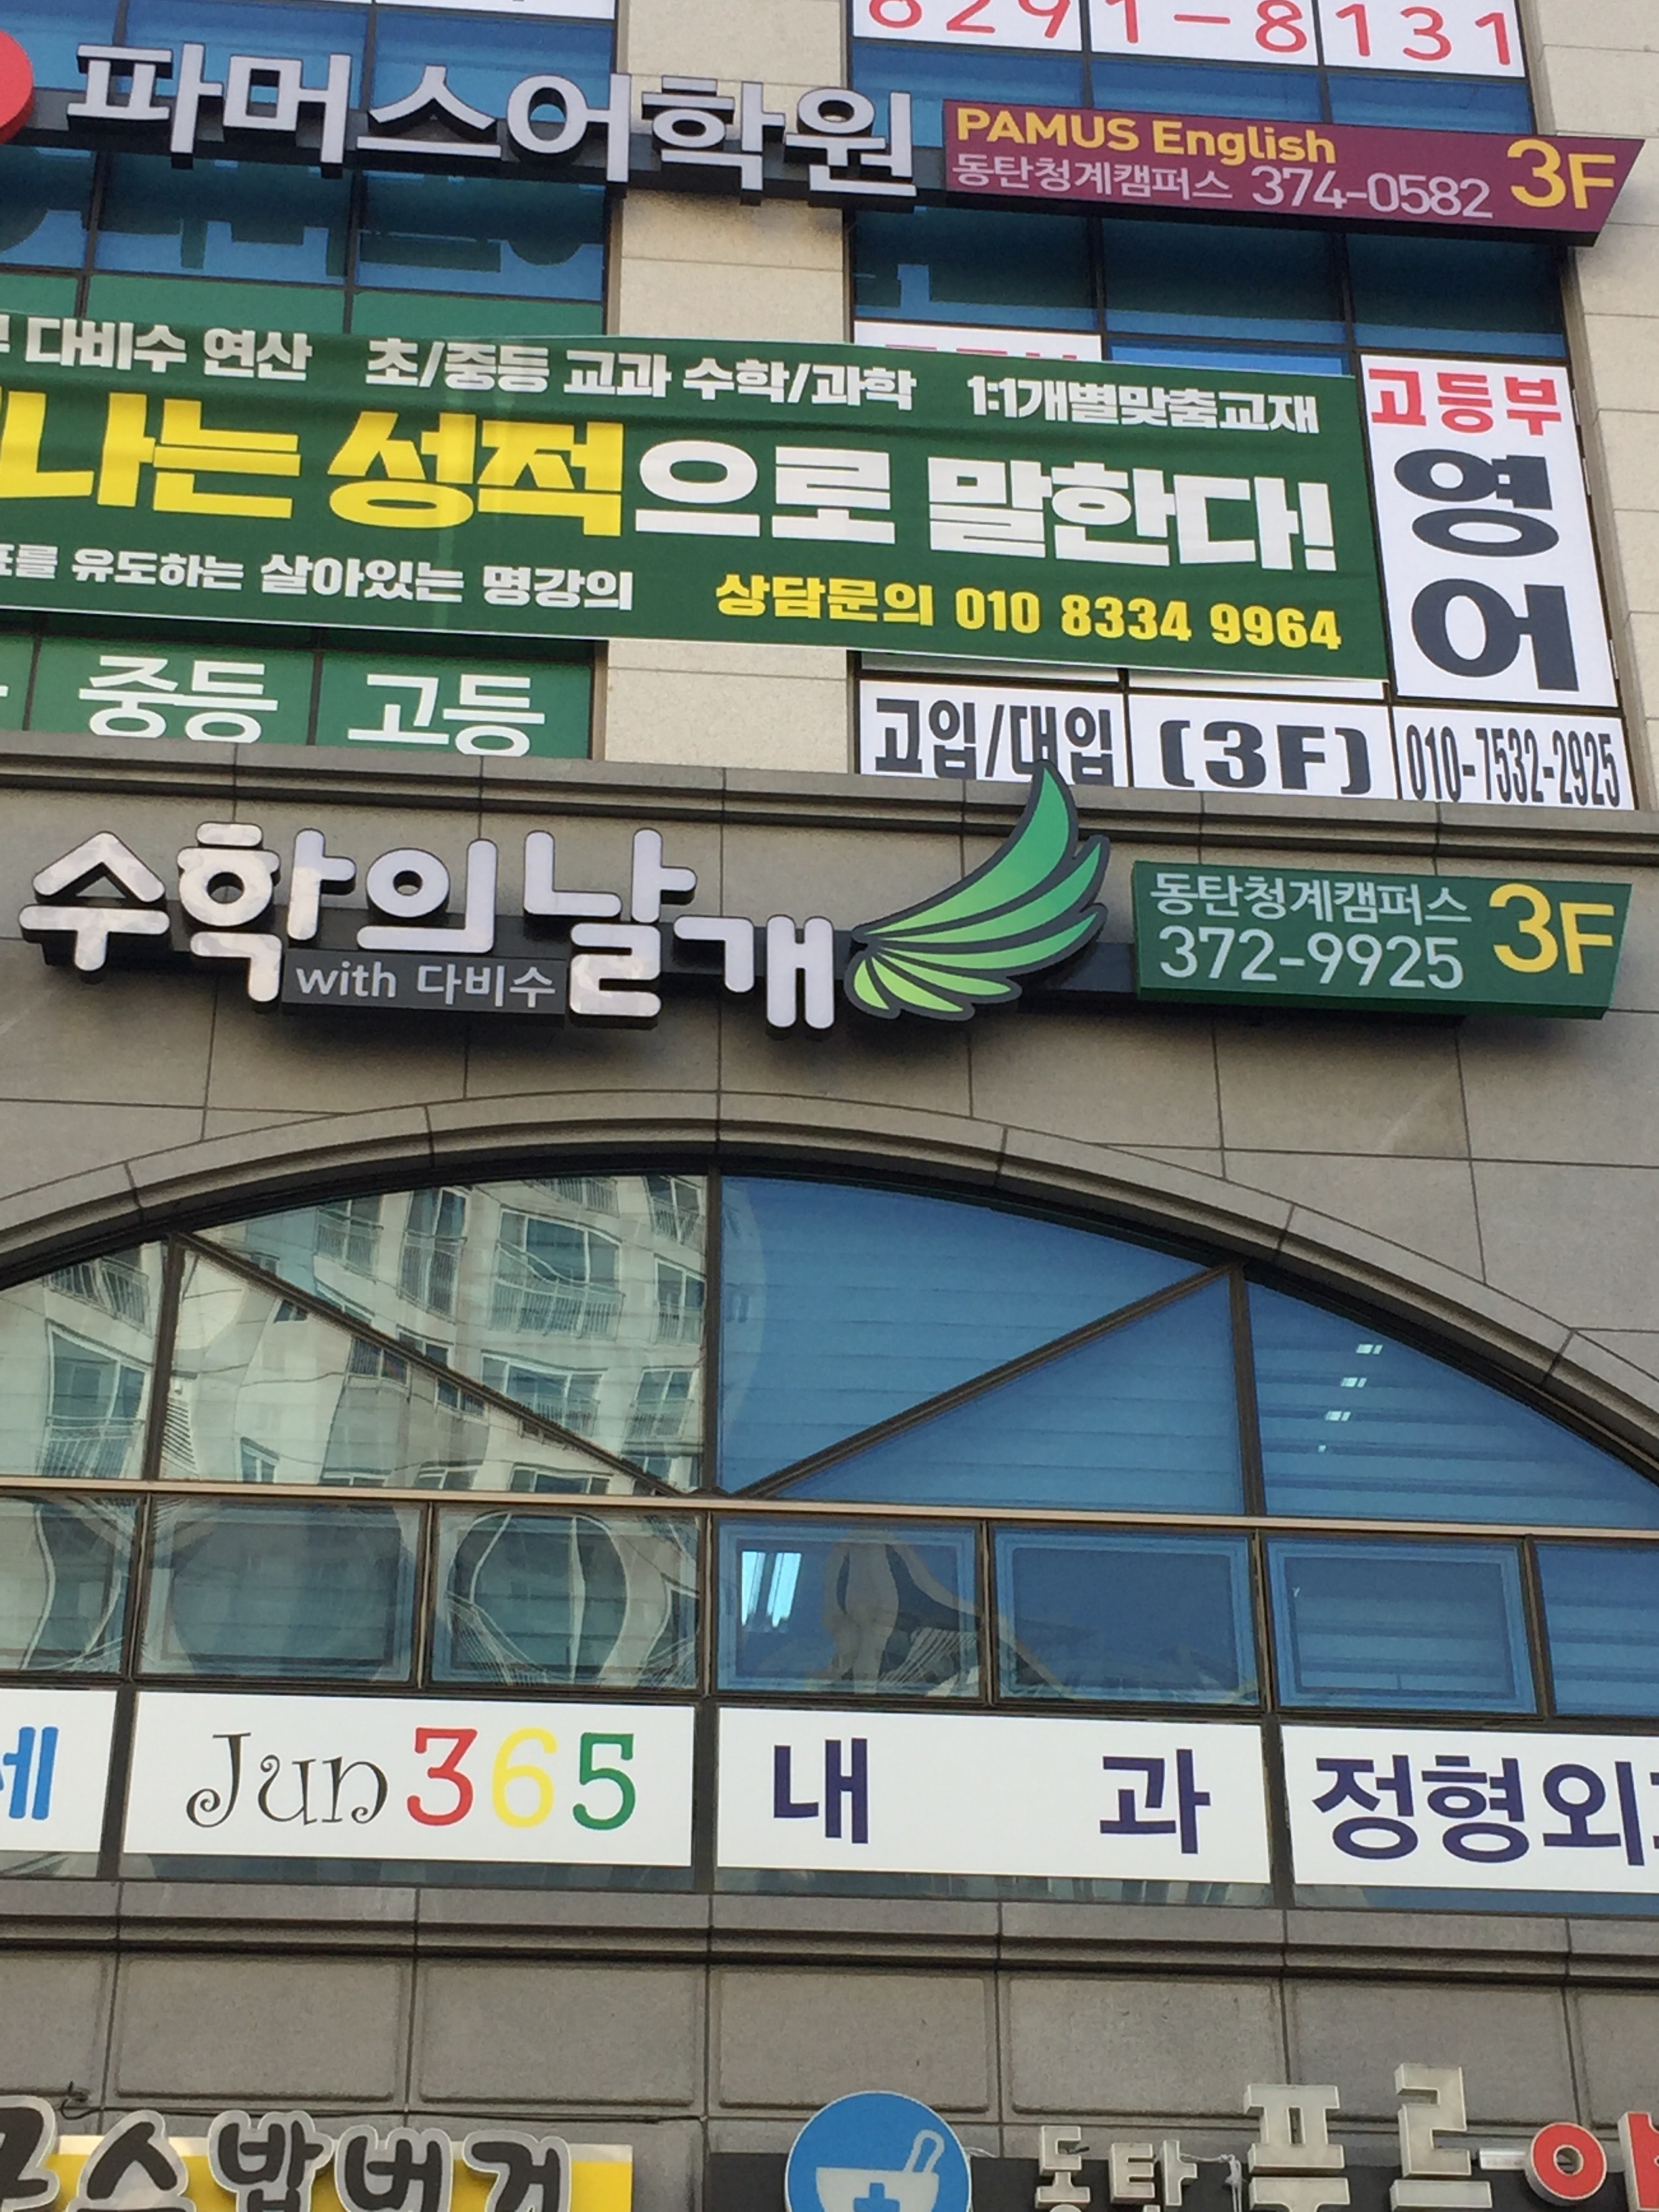 8291-8131
파머스어학원
PAMUS English
동탄청계캠퍼스 374-0582
3F
다비수 연산 초/중등 교과 수학/과학 1:1개별맞춤교재
성적으로 말한다!
유도하는 살아있는 명강의 상담문의 010 8334 9964
고등부
영
어
중등 고등
고입/대입 (3F) 010-7532-2925
수학의날개
with 다비수
동탄청계캠퍼스
372-9925
3F
Jun365 내과 정형외
밥버거
동탄 푸르